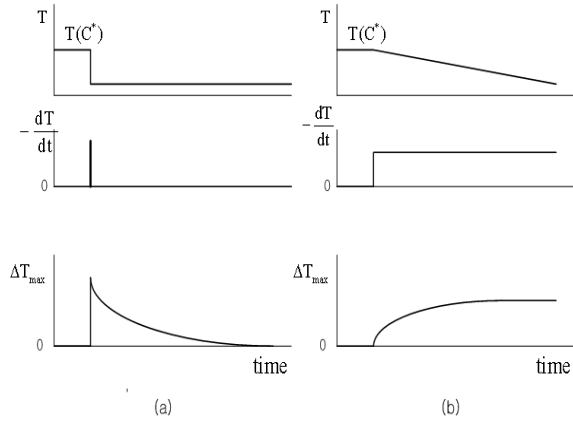 T
T(C*)
− dT/dt
0
ΔTmax
0
time
(a)
T
T(C*)
− dT/dt
0
ΔTmax
0
time
(b)